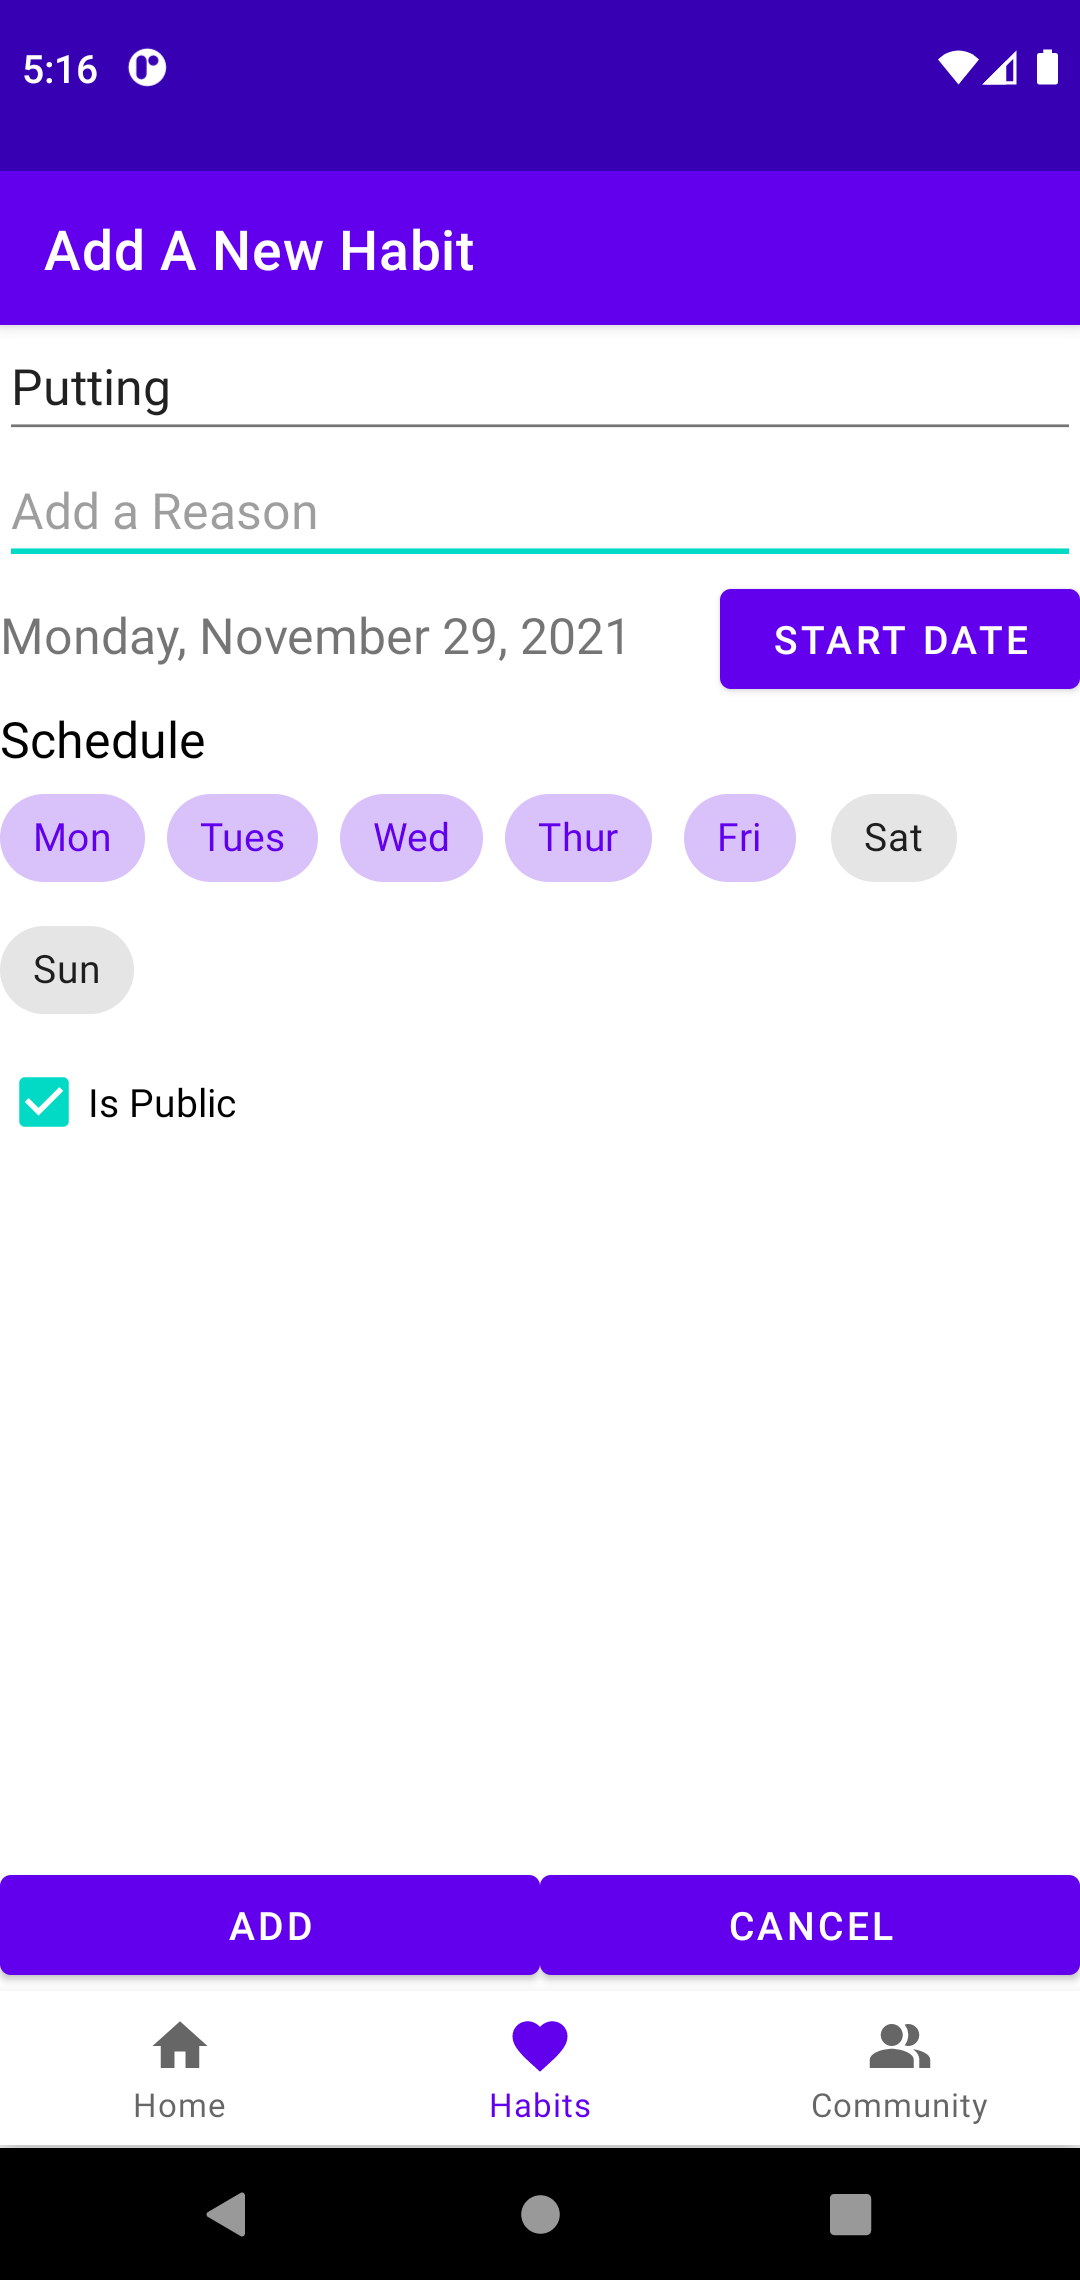 5:16
Add A New Habit
Putting
Add a Reason
Monday, November 29, 2021 START DATE
Schedule
Mon Tues Wed Thur Fri Sat
Sun
Is Public
ADD CANCEL
Home Habits Community